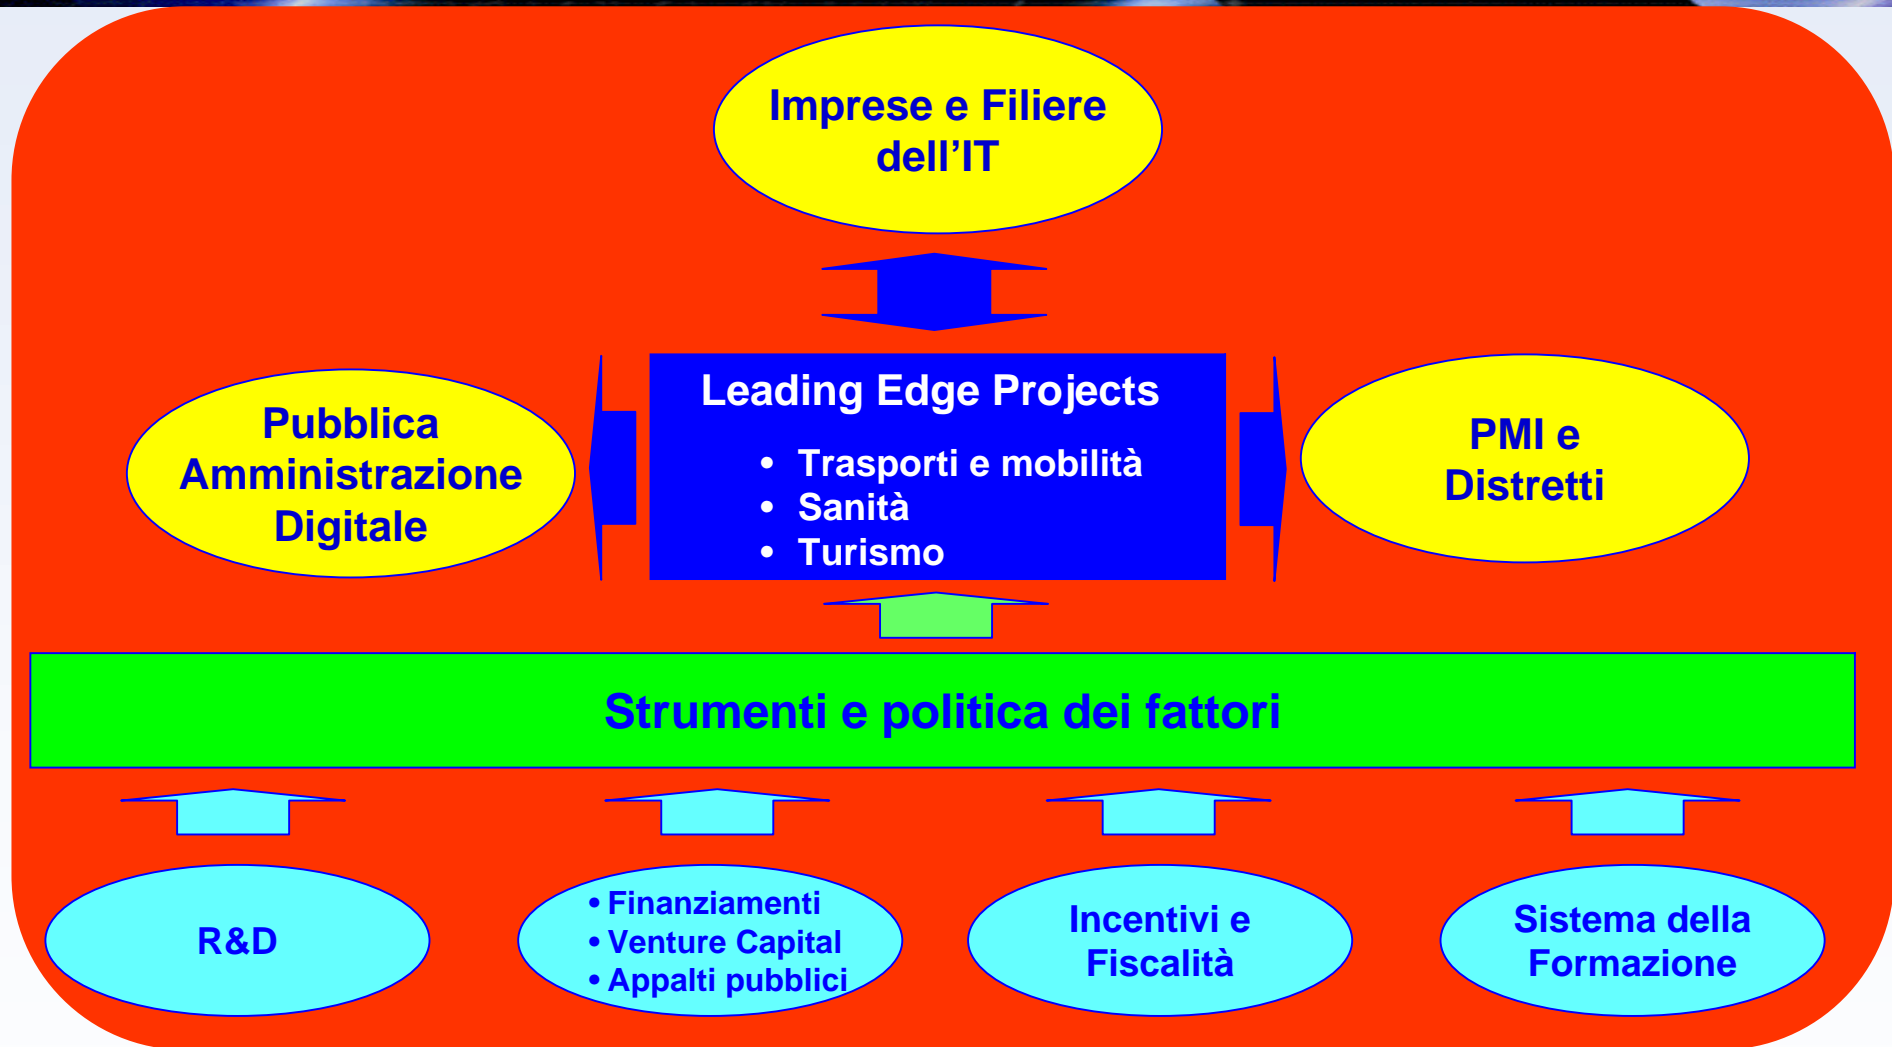 Imprese e Filiere
dell’IT
Pubblica
Amministrazione
Digitale
Leading Edge Projects
• Trasporti e mobilità
• Sanità
• Turismo
PMI e
Distretti
Strumenti e politica dei fattori
R&D
• Finanziamenti
• Venture Capital
• Appalti pubblici
Incentivi e
Fiscalità
Sistema della
Formazione